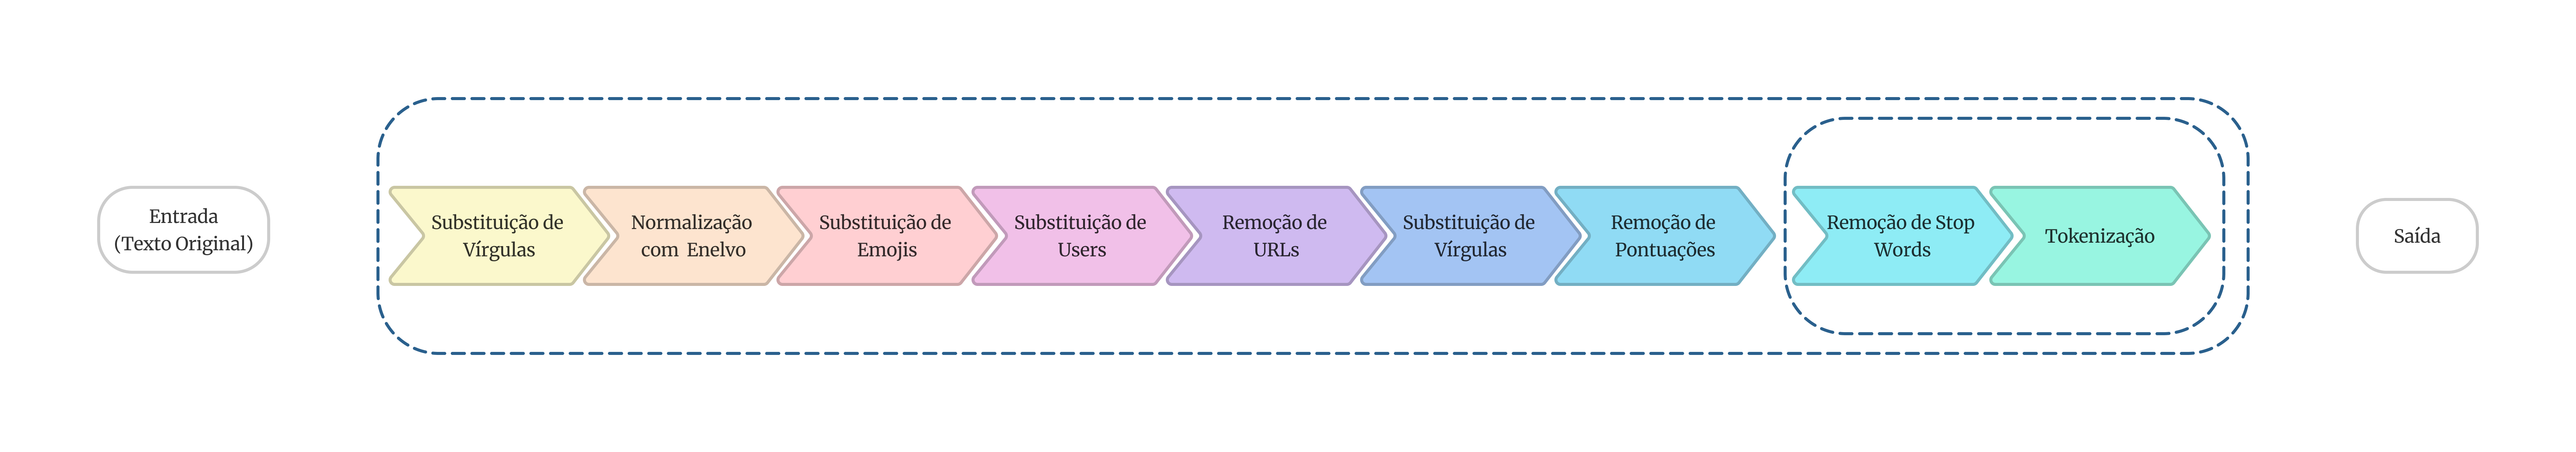 Entrada
(Texto Original)
Substituição de
Vírgulas
Normalização
com Enelvo
Substituição de
Emojis
Substituição de
Users
Remoção de
URLs
Substituição de
Vírgulas
Remoção de
Pontuações
Remoção de Stop
Words
Tokenização
Saída